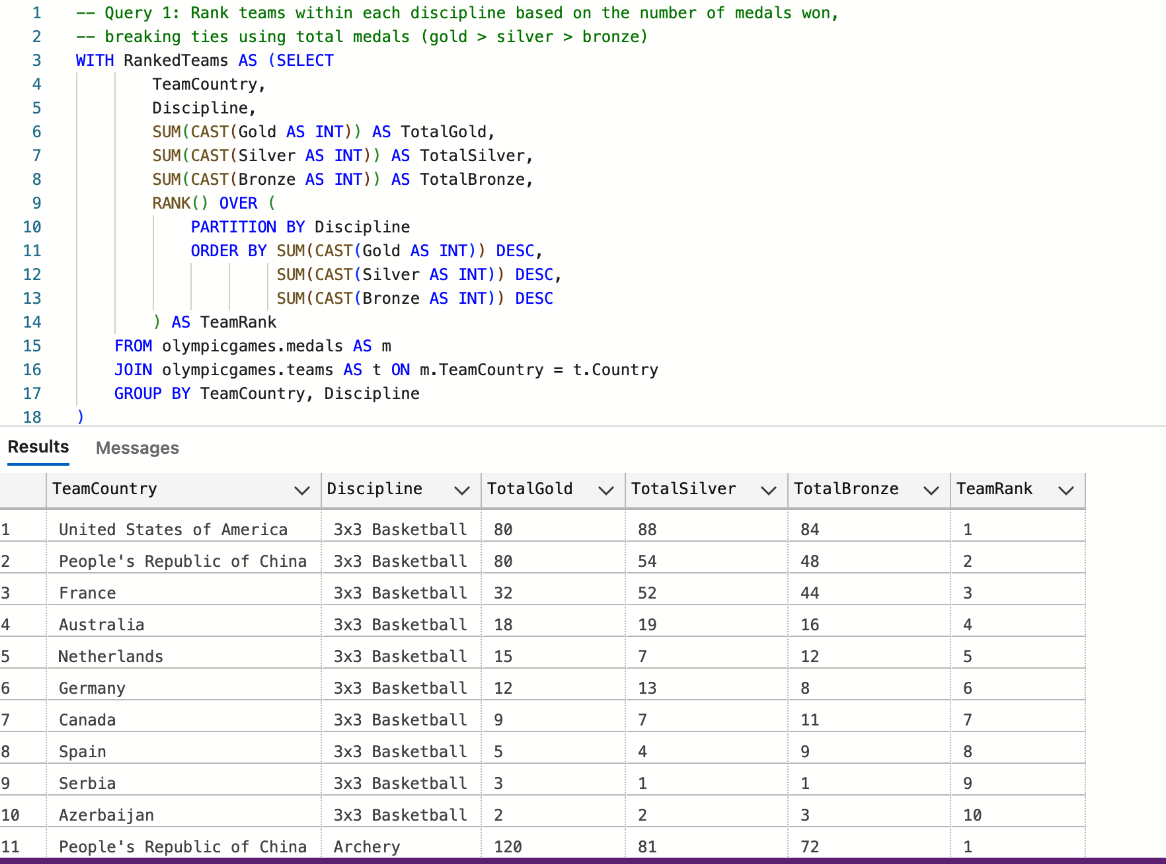 1 -- Query 1: Rank teams within each discipline based on the number of medals won,
2 -- breaking ties using total medals (gold > silver > bronze)
3 WITH RankedTeams AS (SELECT
4 TeamCountry,
5 Discipline,
6 SUM(CAST(Gold AS INT)) AS TotalGold,
7 SUM(CAST(Silver AS INT)) AS TotalSilver,
8 SUM(CAST(Bronze AS INT)) AS TotalBronze,
9 RANK() OVER (
10 PARTITION BY Discipline
11 ORDER BY SUM(CAST(Gold AS INT)) DESC,
12 SUM(CAST(Silver AS INT)) DESC,
13 SUM(CAST(Bronze AS INT)) DESC
14 ) AS TeamRank
15 FROM olympicgames.medals AS m
16 JOIN olympicgames.teams AS t ON m.TeamCountry = t.Country
17 GROUP BY TeamCountry, Discipline
18 )
Results Messages
TeamCountry Discipline TotalGold TotalSilver TotalBronze TeamRank
1 United States of America 3x3 Basketball 80 88 84 1
2 People's Republic of China 3x3 Basketball 80 54 48 2
3 France 3x3 Basketball 32 52 44 3
4 Australia 3x3 Basketball 18 19 16 4
5 Netherlands 3x3 Basketball 15 7 12 5
6 Germany 3x3 Basketball 12 13 8 6
7 Canada 3x3 Basketball 9 7 11 7
8 Spain 3x3 Basketball 5 4 9 8
9 Serbia 3x3 Basketball 3 1 1 9
10 Azerbaijan 3x3 Basketball 2 2 3 10
11 People's Republic of China Archery 120 81 72 1